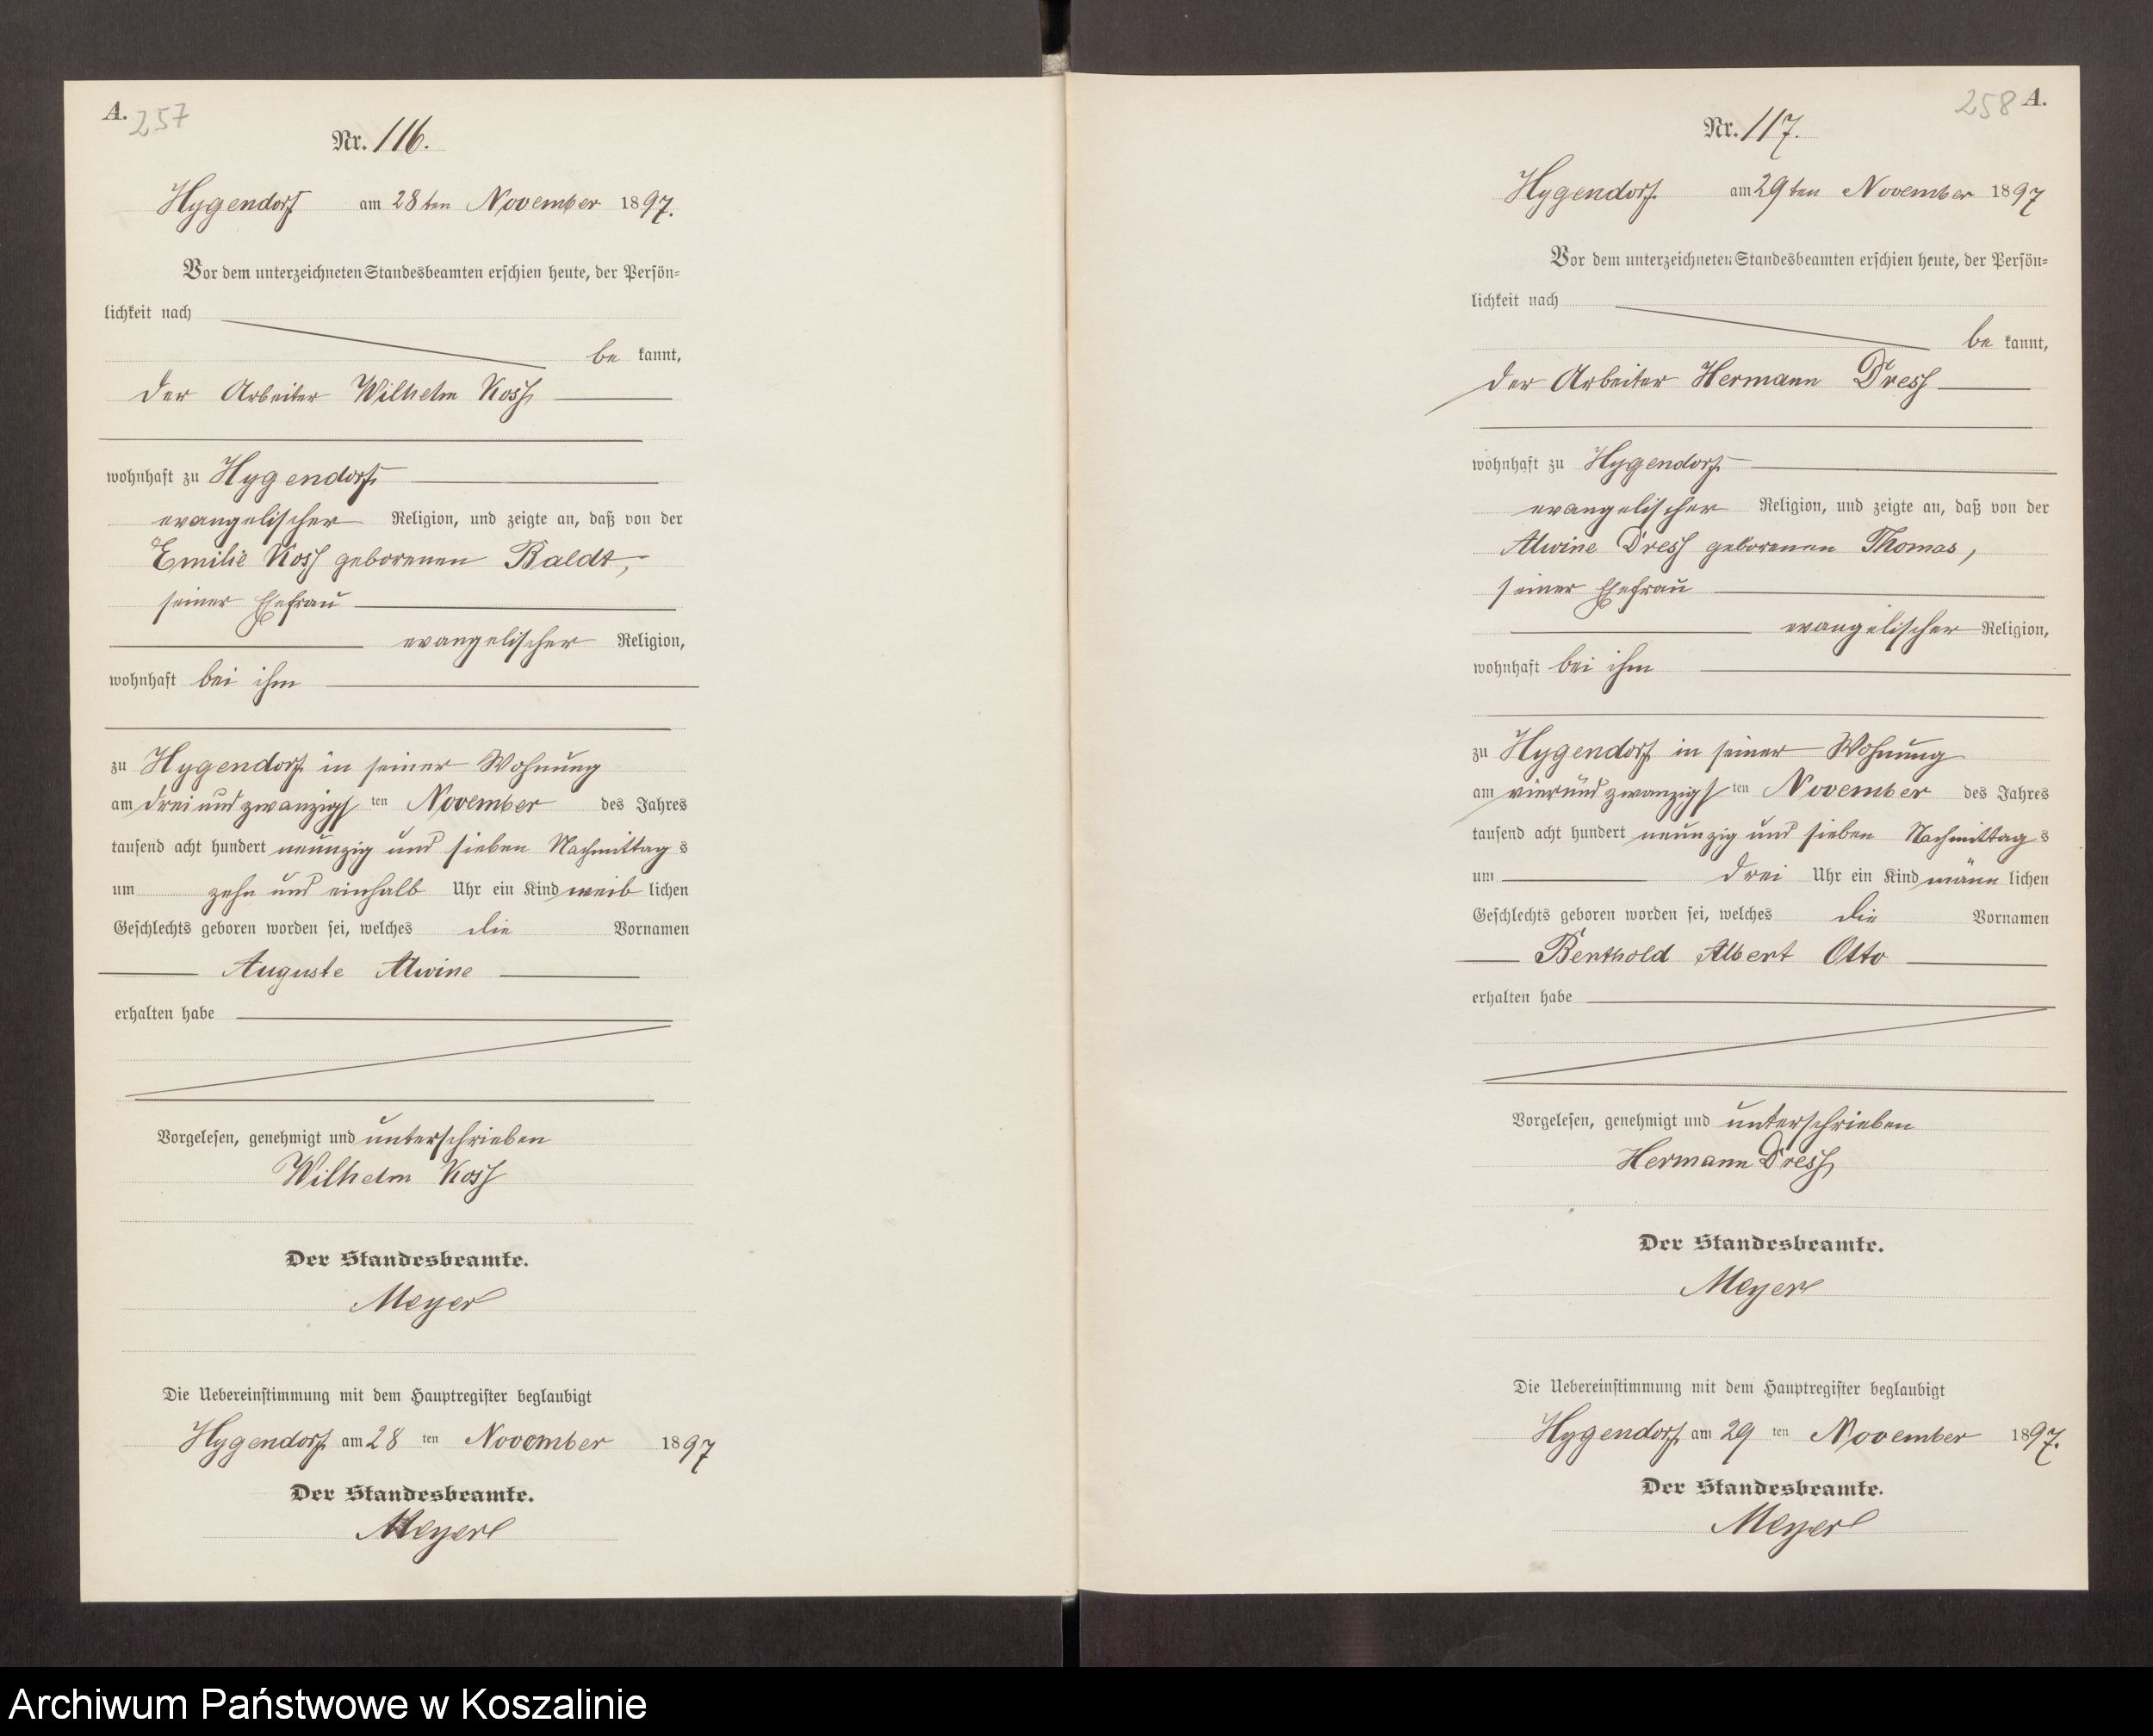 A. 257
Nr. 116.
Hygendorf am 28ten November 1897.
Vor dem unterzeichneten Standesbeamten erschien heute, der Persön-
lichkeit nach
be kannt,
der Arbeiter Wilhelm Koss
wohnhaft zu Hygendorf
evangelischer Religion, und zeigte an, daß von der
Emilie Koss geborenen Baldt,
seiner Ehefrau
evangelischer Religion,
wohnhaft bei ihm
zu Hygendorf in seiner Wohnung
am dreiundzwanzigsten November des Jahres
tausend acht hundert neunzig und sieben Nachmittags
um zehn und einhalb Uhr ein Kind weiblichen
Geschlechts geboren worden sei, welches die Vornamen
Auguste Alwine
erhalten habe
Vorgelesen, genehmigt und unterschrieben
Wilhelm Koss
Der Standesbeamte.
Meyer
Die Uebereinstimmung mit dem Hauptregister beglaubigt
Hygendorf am 28ten November 1897
Der Standesbeamte.
Meyer
258 A.
Nr. 117.
Hygendorf am 29ten November 1897
Vor dem unterzeichneten Standesbeamten erschien heute, der Persön-
lichkeit nach
be kannt,
der Arbeiter Hermann Dress
wohnhaft zu Hygendorf
evangelischer Religion, und zeigte an, daß von der
Alwine Dress geborenen Thomas,
seiner Ehefrau
evangelischer Religion,
wohnhaft bei ihm
zu Hygendorf in seiner Wohnung
am vierundzwanzigsten November des Jahres
tausend acht hundert neunzig und sieben Nachmittags
um drei Uhr ein Kind männlichen
Geschlechts geboren worden sei, welches die Vornamen
Berthold Albert Otto
erhalten habe
Vorgelesen, genehmigt und unterschrieben
Hermann Dress
Der Standesbeamte.
Meyer
Die Uebereinstimmung mit dem Hauptregister beglaubigt
Hygendorf am 29ten November 1897.
Der Standesbeamte.
Meyer
Archiwum Państwowe w Koszalinie